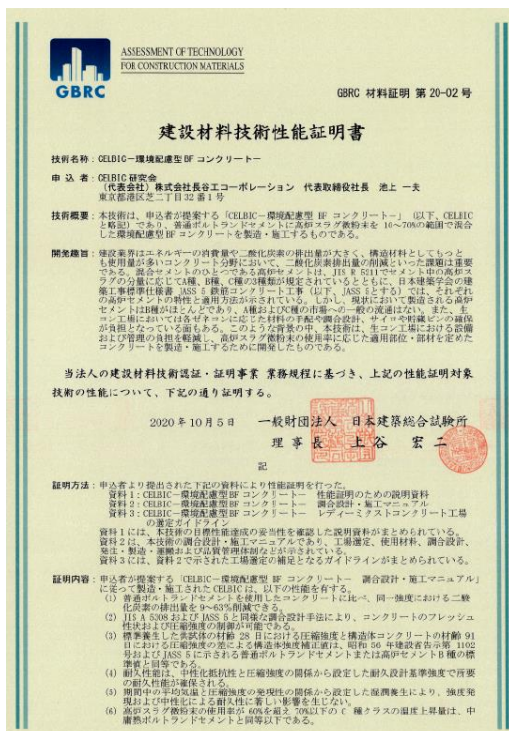 ASSESSMENT OF TECHNOLOGY
FOR CONSTRUCTION MATERIALS
GBRC
GBRC 材料証明 第 20-02 号
建設材料技術性能証明書
技術名称：CELBIC－環境配慮型 BF コンクリート－
申 込 者：CELBIC 研究会
（代表会社）株式会社長谷工コーポレーション 代表取締役社長 池上 一夫
東京都港区芝二丁目 32 番 1 号
技術概要：本技術は、申込者が提案する「CELBIC－環境配慮型 BF コンクリート－」（以下、CELBIC
と略記）であり、普通ポルトランドセメントに高炉スラグ微粉末を 10～70%の範囲で混合
した環境配慮型 BF コンクリートを製造・施工するものである。
開発趣旨：建設業界はエネルギーの消費量や二酸化炭素の排出量が大きく、構造材料としてもっと
も使用量が多いコンクリート分野において、二酸化炭素排出量の削減といった課題は重要
である。混合セメントのひとつである高炉セメントは、JIS R 5211でセメント中の高炉ス
ラグの分量に応じてA種、B種、C種の3種類が規定されているとともに、日本建築学会の建
築工事標準仕様書 JASS 5 鉄筋コンクリート工事（以下、JASS 5とする）では、それぞれ
の高炉セメントの特性と適用方法が示されている。しかし、現状において製造される高炉
セメントはB種がほとんどであり、A種およびC種の市場への一般の流通はない。また、生
コン工場においては各ゼネコンに応じた材料の手配や調合設計、サイロや貯蔵ビンの確保
が負担となっている面もある。このような背景の中、本技術は、生コン工場における設備
および管理の負担を軽減し、高炉スラグ微粉末の使用率に応じた適用部位・部材を定めた
コンクリートを製造・施工するために開発したものである。
当法人の建設材料技術認証・証明事業 業務規程に基づき、上記の性能証明対象
技術の性能について、下記の通り証明する。
2020 年 10 月 5 日 一般財団法人 日本建築総合試験所
理 事 長 上 谷 宏 二
記
証明方法：申込者より提出された下記の資料により性能証明を行った。
資料 1：CELBIC－環境配慮型BF コンクリート－ 性能証明のための説明資料
資料 2：CELBIC－環境配慮型BF コンクリート－ 調合設計・施工マニュアル
資料 3：CELBIC－環境配慮型BF コンクリート－ レディーミクストコンクリート工場
の選定ガイドライン
資料 1 には、本技術の目標性能達成の妥当性を確認した説明資料がまとめられている。
資料 2 は、本技術の調合設計・施工マニュアルであり、工場選定、使用材料、調合設計、
発注・製造・運搬および品質管理体制などが示されている。
資料 3 には、資料 2 で示された工場選定の補足となるガイドラインがまとめられている。
証明内容：申込者が提案する「CELBIC－環境配慮型 BF コンクリート－ 調合設計・施工マニュアル」
に従って製造・施工された CELBIC は、以下の性能を有する。
(1) 普通ポルトランドセメントを使用したコンクリートに比べ、同一強度における二酸
化炭素の排出量を 9～63%削減できる。
(2) JIS A 5308 および JASS 5 と同様な調合設計手法により、コンクリートのフレッシュ
性状および圧縮強度の制御が可能である。
(3) 標準養生した供試体の材齢 28 日における圧縮強度と構造体コンクリートの材齢 91
日における圧縮強度の差による構造体強度補正値は、昭和 56 年建設省告示第 1102
号および JASS 5 に示される普通ポルトランドセメントまたは高炉セメント B 種の標
準値と同等である。
(4) 耐久性能は、中性化抵抗性と圧縮強度の関係から設定した耐久設計基準強度で所要
の耐久性能が確保される。
(5) 期間中の平均気温と圧縮強度の発現性の関係から設定した湿潤養生により、強度発
現および中性化による耐久性に著しい影響を生じない。
(6) 高炉スラグ微粉末の使用率が 60%を超え 70%以下の C 種クラスの温度上昇量は、中
庸熱ポルトランドセメントと同等以下である。